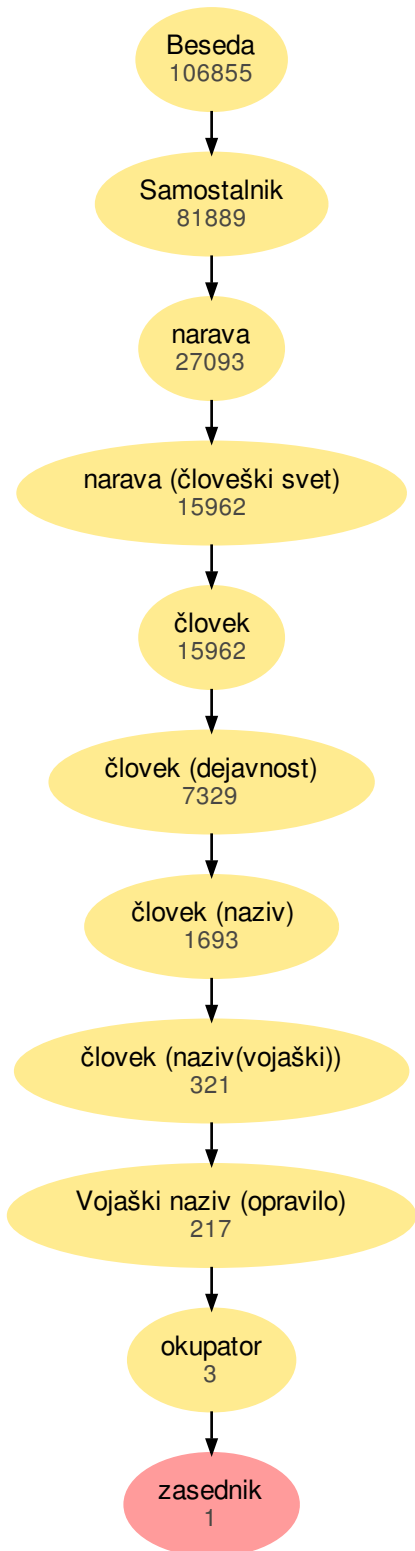 Beseda
106855
Samostalnik
81889
narava
27093
narava (človeški svet)
15962
človek
15962
človek (dejavnost)
7329
človek (naziv)
1693
človek (naziv(vojaški))
321
Vojaški naziv (opravilo)
217
okupator
3
zasednik
1